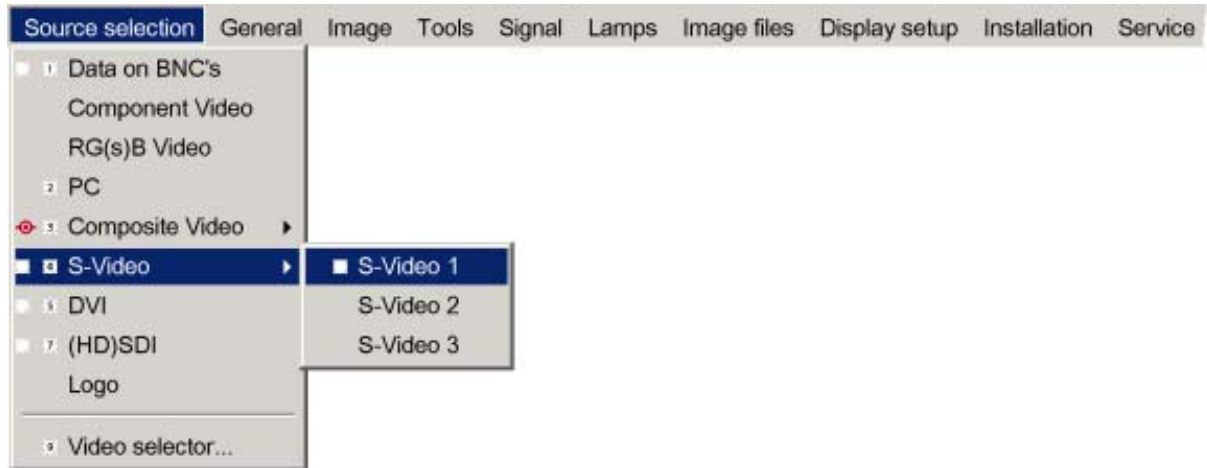 Source selection General Image Tools Signal Lamps Image files Display setup Installation Service
1 Data on BNC's
Component Video
RG(s)B Video
2 PC
3 Composite Video
4 S-Video
S-Video 1
S-Video 2
S-Video 3
5 DVI
7 (HD)SDI
Logo
9 Video selector...